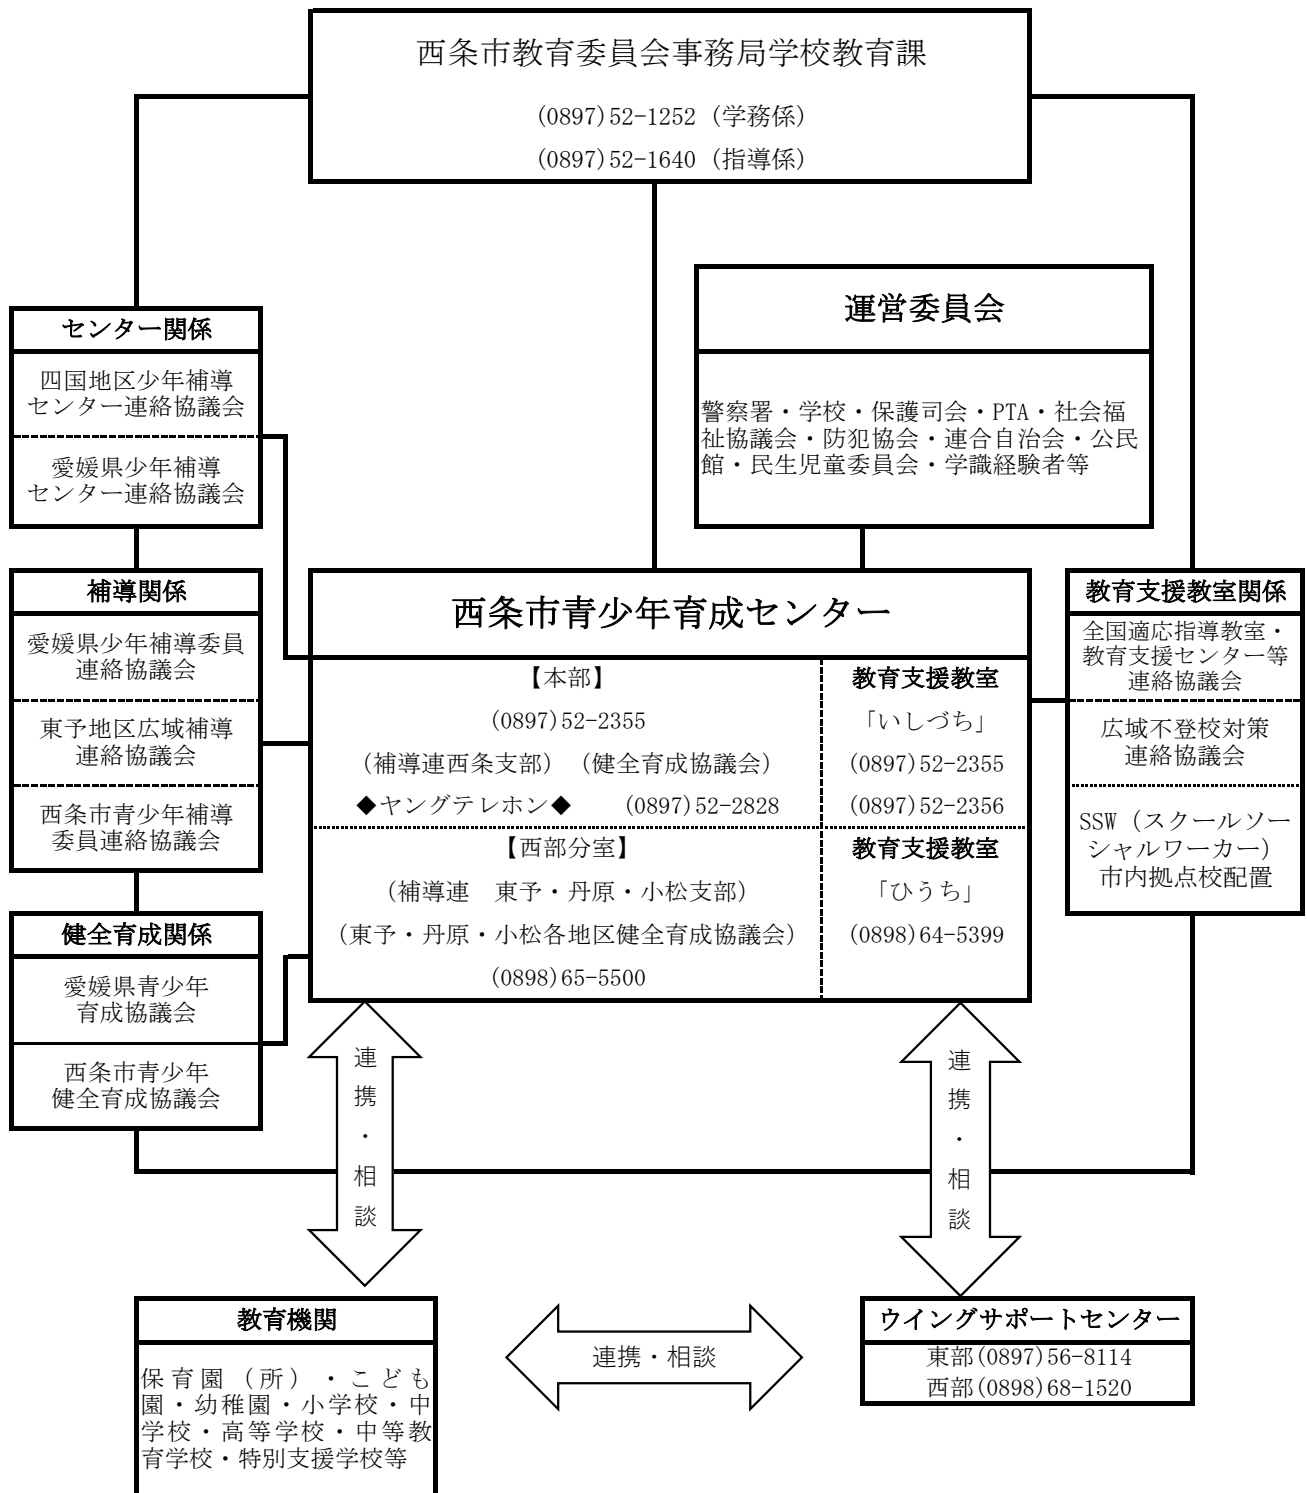 西条市教育委員会事務局学校教育課
(0897)52-1252（学務係）
(0897)52-1640（指導係）
運営委員会
警察署・学校・保護司会・PTA・社会福
祉協議会・防犯協会・連合自治会・公民
館・民生児童委員会・学識経験者等
センター関係
四国地区少年補導
センター連絡協議会
愛媛県少年補導
センター連絡協議会
補導関係
愛媛県少年補導委員
連絡協議会
東予地区広域補導
連絡協議会
西条市青少年補導
委員連絡協議会
健全育成関係
愛媛県青少年
育成協議会
西条市青少年
健全育成協議会
西条市青少年育成センター
【本部】
(0897)52-2355
（補導連西条支部）（健全育成協議会）
◆ヤングテレホン◆　　(0897)52-2828
教育支援教室
「いしづち」
(0897)52-2355
(0897)52-2356
【西部分室】
（補導連　東予・丹原・小松支部）
（東予・丹原・小松各地区健全育成協議会）
(0898)65-5500
教育支援教室
「ひうち」
(0898)64-5399
教育支援教室関係
全国適応指導教室・
教育支援センター等
連絡協議会
広域不登校対策
連絡協議会
SSW（スクールソー
シャルワーカー）
市内拠点校配置
連携・相談
連携・相談
教育機関
保育園（所）・こども
園・幼稚園・小学校・中
学校・高等学校・中等教
育学校・特別支援学校等
連携・相談
ウイングサポートセンター
東部(0897)56-8114
西部(0898)68-1520